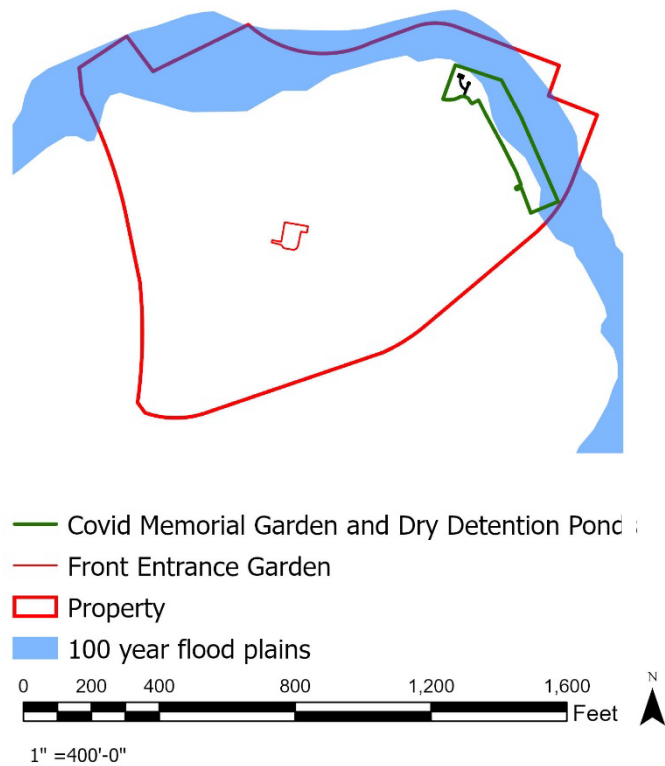 Covid Memorial Garden and Dry Detention Pond
Front Entrance Garden
Property
100 year flood plains
0 200 400 800 1,200 1,600
Feet
N
1" =400'-0"